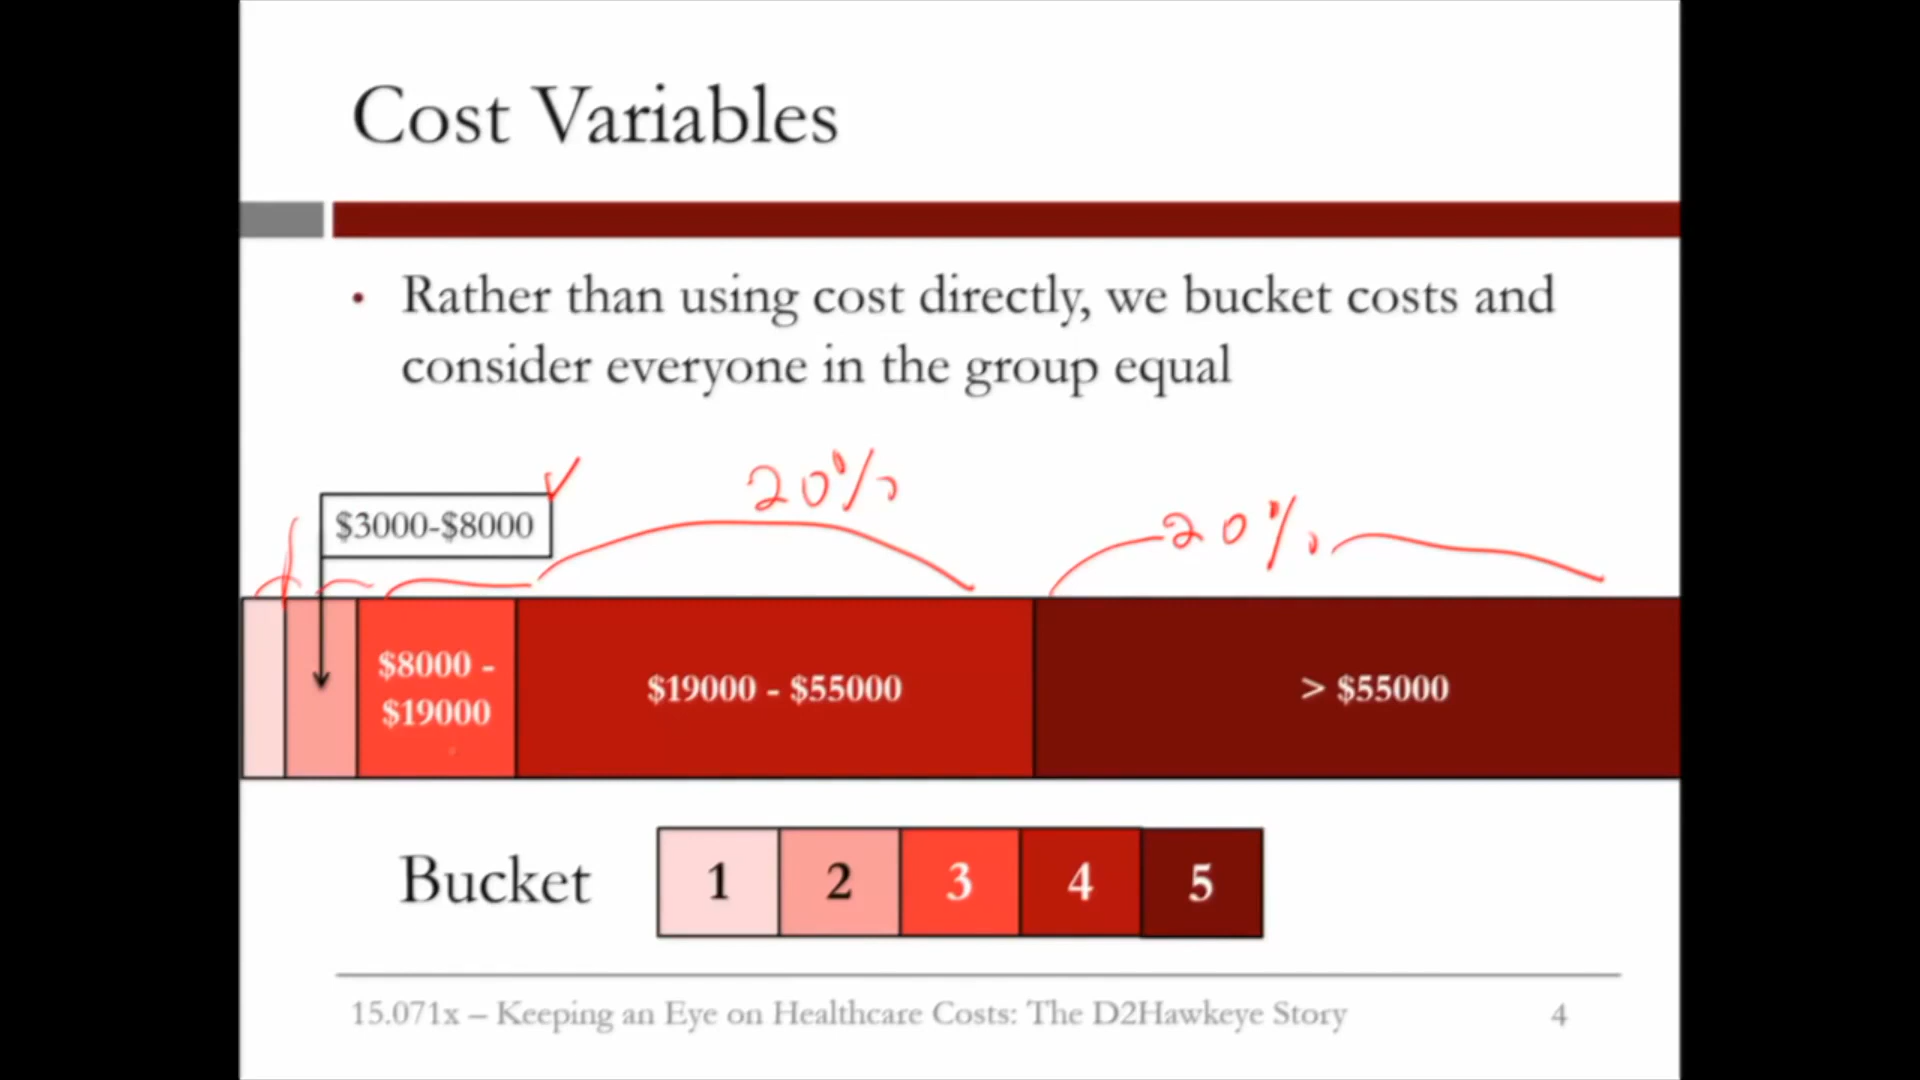 Cost Variables
• Rather than using cost directly, we bucket costs and
consider everyone in the group equal
20%
20%
$3000-$8000
$8000 -
$19000
$19000 - $55000
> $55000
Bucket 1 2 3 4 5
15.071x – Keeping an Eye on Healthcare Costs: The D2Hawkeye Story 4